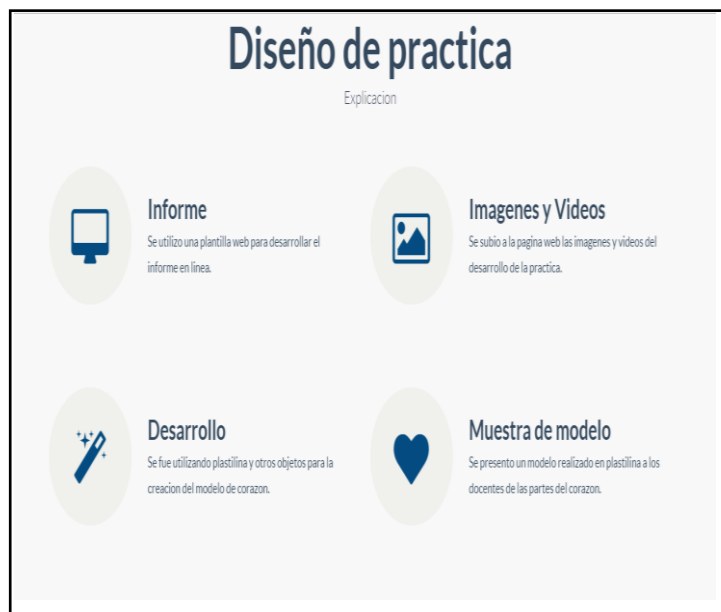 Diseño de practica
Explicacion
Informe
Se utilizo una plantilla web para desarrollar el
informe en linea.
Imagenes y Videos
Se subio a la pagina web las imagenes y videos del
desarrollo de la practica.
Desarrollo
Se fue utilizando plastilina y otros objetos para la
creacion del modelo de corazon.
Muestra de modelo
Se presento un modelo realizado en plastilina a los
docentes de las partes del corazon.